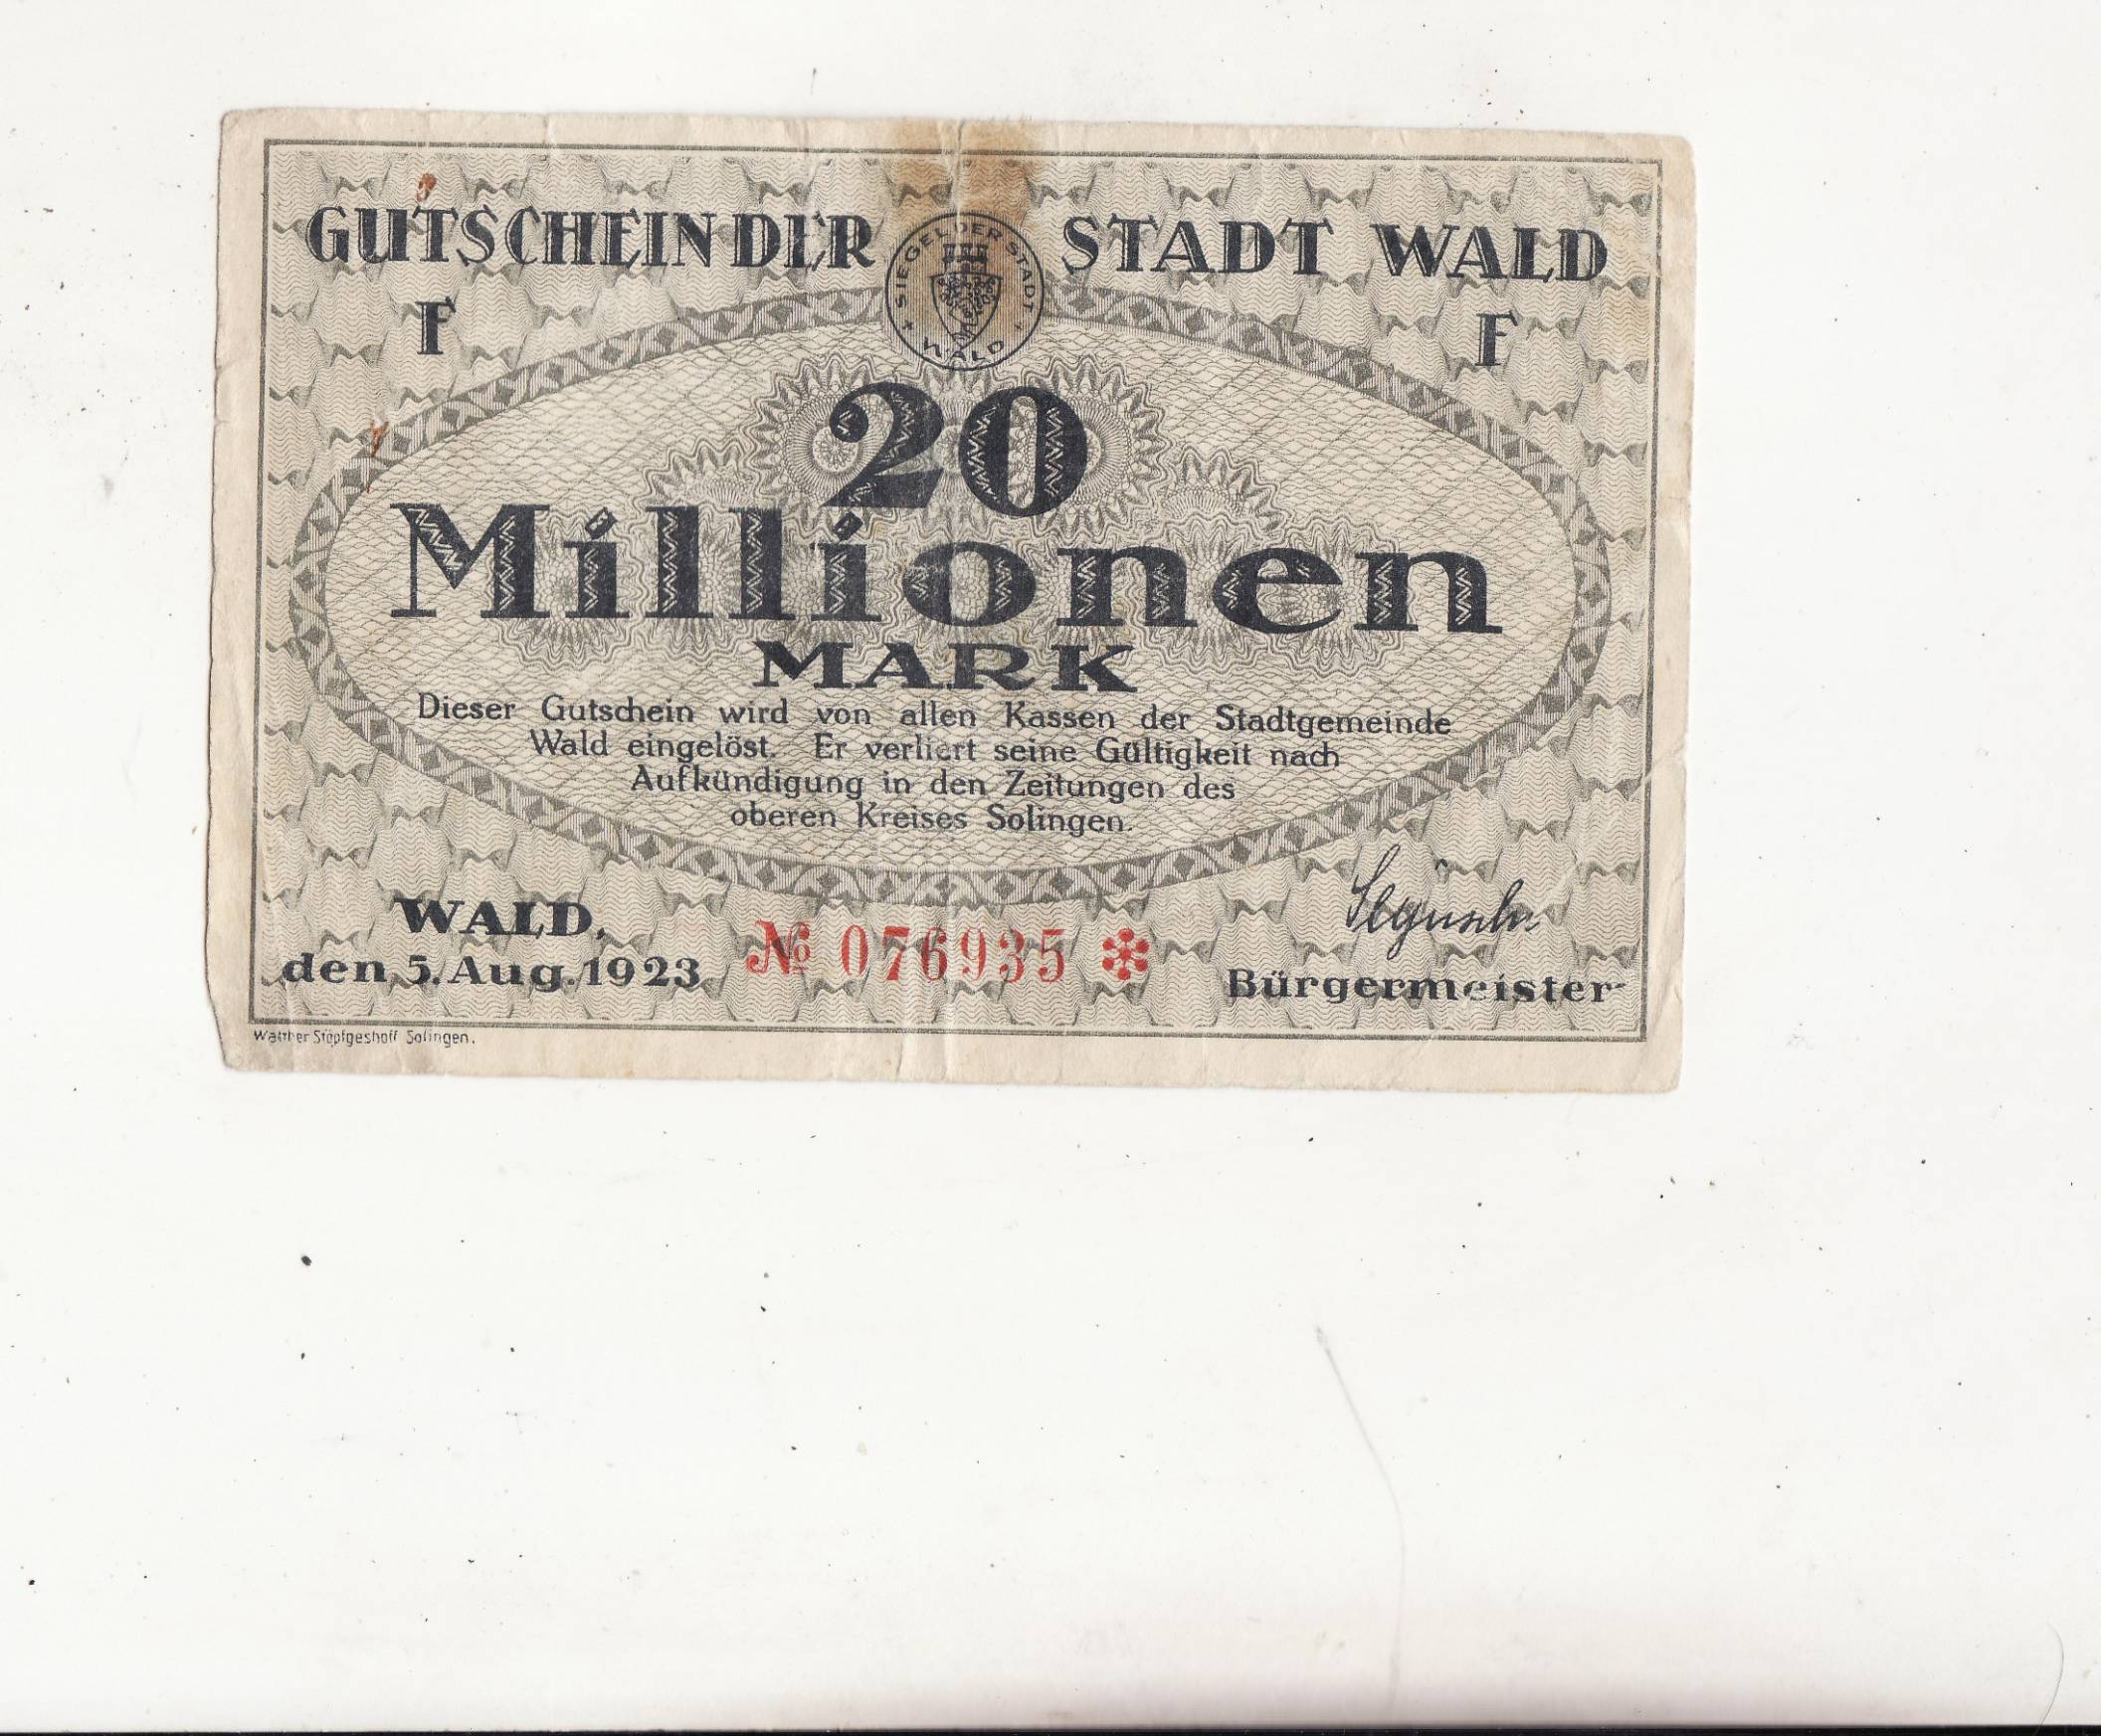 GUTSCHEIN DER STADT WALD
SIEGEL DER STADT
WALD
F F
20
Millionen
MARK
Dieser Gutschein wird von allen Kassen der Stadtgemeinde
Wald eingelöst. Er verliert seine Gültigkeit nach
Aufkündigung in den Zeitungen des
oberen Kreises Solingen.
WALD,
den 5. Aug. 1923
№ 076935
Bürgermeister
Walther Stöpfgeshoff Solingen.